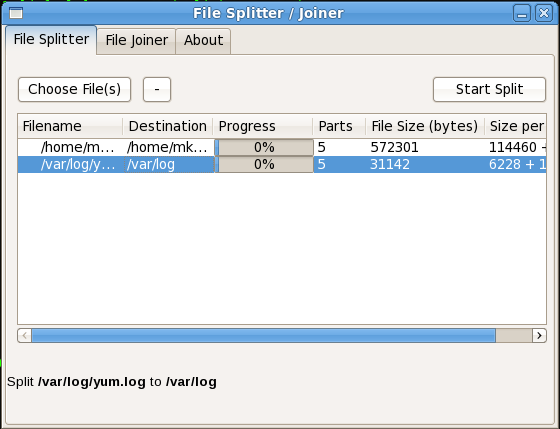 File Splitter / Joiner
File Splitter File Joiner About
Choose File(s) - Start Split
Filename Destination Progress Parts File Size (bytes) Size per
/home/m... /home/mk... 0% 5 572301 114460 +
/var/log/y... /var/log 0% 5 31142 6228 + 1
Split /var/log/yum.log to /var/log